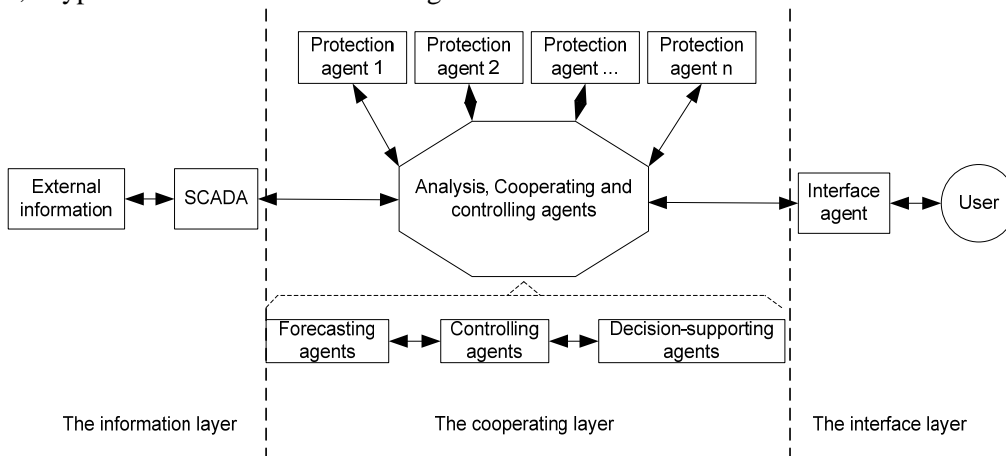 Protection
agent 1
Protection
agent 2
Protection
agent ...
Protection
agent n
External
information
SCADA
Analysis, Cooperating and
controlling agents
Interface
agent
User
Forecasting
agents
Controlling
agents
Decision-supporting
agents
The information layer
The cooperating layer
The interface layer